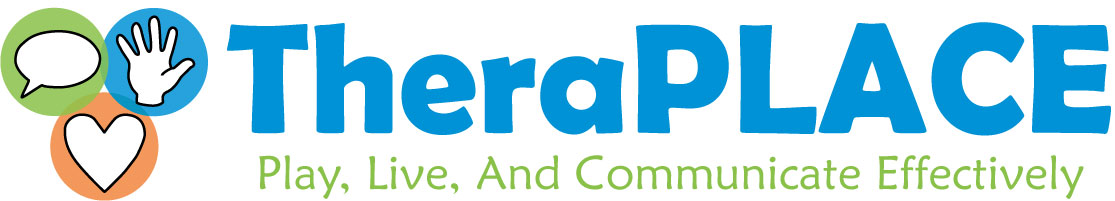 TheraPLACE
Play, Live, And Communicate Effectively